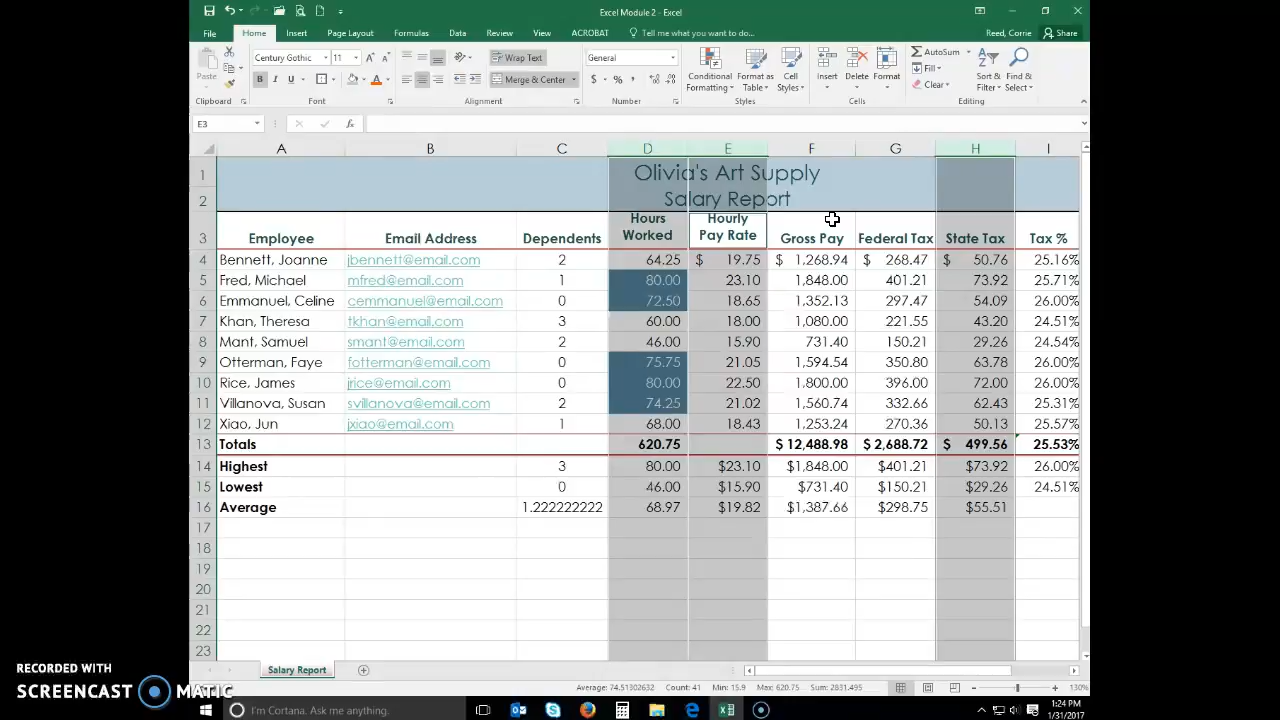 Excel Module 2 - Excel
File Home Insert Page Layout Formulas Data Review View ACROBAT Tell me what you want to do... Reed, Corrie Share
Paste Century Gothic 11 A A Wrap Text General Conditional Formatting Format as Table Cell Styles Insert Delete Format AutoSum Fill Clear Sort & Filter Find & Select
B I U A Merge & Center $ % ,
Clipboard Font Alignment Number Styles Cells Editing
E3 fx
A B C D E F G H I
1 Olivia's Art Supply
2 Salary Report
3 Employee Email Address Dependents Hours Worked Hourly Pay Rate Gross Pay Federal Tax State Tax Tax %
4 Bennett, Joanne jbennett@email.com 2 64.25 $ 19.75 $ 1,268.94 $ 268.47 $ 50.76 25.16%
5 Fred, Michael mfred@email.com 1 80.00 23.10 1,848.00 401.21 73.92 25.71%
6 Emmanuel, Celine cemmanuel@email.com 0 72.50 18.65 1,352.13 297.47 54.09 26.00%
7 Khan, Theresa tkhan@email.com 3 60.00 18.00 1,080.00 221.55 43.20 24.51%
8 Mant, Samuel smant@email.com 2 46.00 15.90 731.40 150.21 29.26 24.54%
9 Otterman, Faye fotterman@email.com 0 75.75 21.05 1,594.54 350.80 63.78 26.00%
10 Rice, James jrice@email.com 0 80.00 22.50 1,800.00 396.00 72.00 26.00%
11 Villanova, Susan svillanova@email.com 2 74.25 21.02 1,560.74 332.66 62.43 25.31%
12 Xiao, Jun jxiao@email.com 1 68.00 18.43 1,253.24 270.36 50.13 25.57%
13 Totals 620.75 $ 12,488.98 $ 2,688.72 $ 499.56 25.53%
14 Highest 3 80.00 $23.10 $1,848.00 $401.21 $73.92 26.00%
15 Lowest 0 46.00 $15.90 $731.40 $150.21 $29.26 24.51%
16 Average 1.222222222 68.97 $19.82 $1,387.66 $298.75 $55.51
17
18
19
20
21
22
23
Salary Report
Average: 74.51302632 Count: 41 Min: 15.9 Max: 620.75 Sum: 2831.495 130%
RECORDED WITH
SCREENCAST MATIC
I'm Cortana. Ask me anything.
1:24 PM
1/31/2017